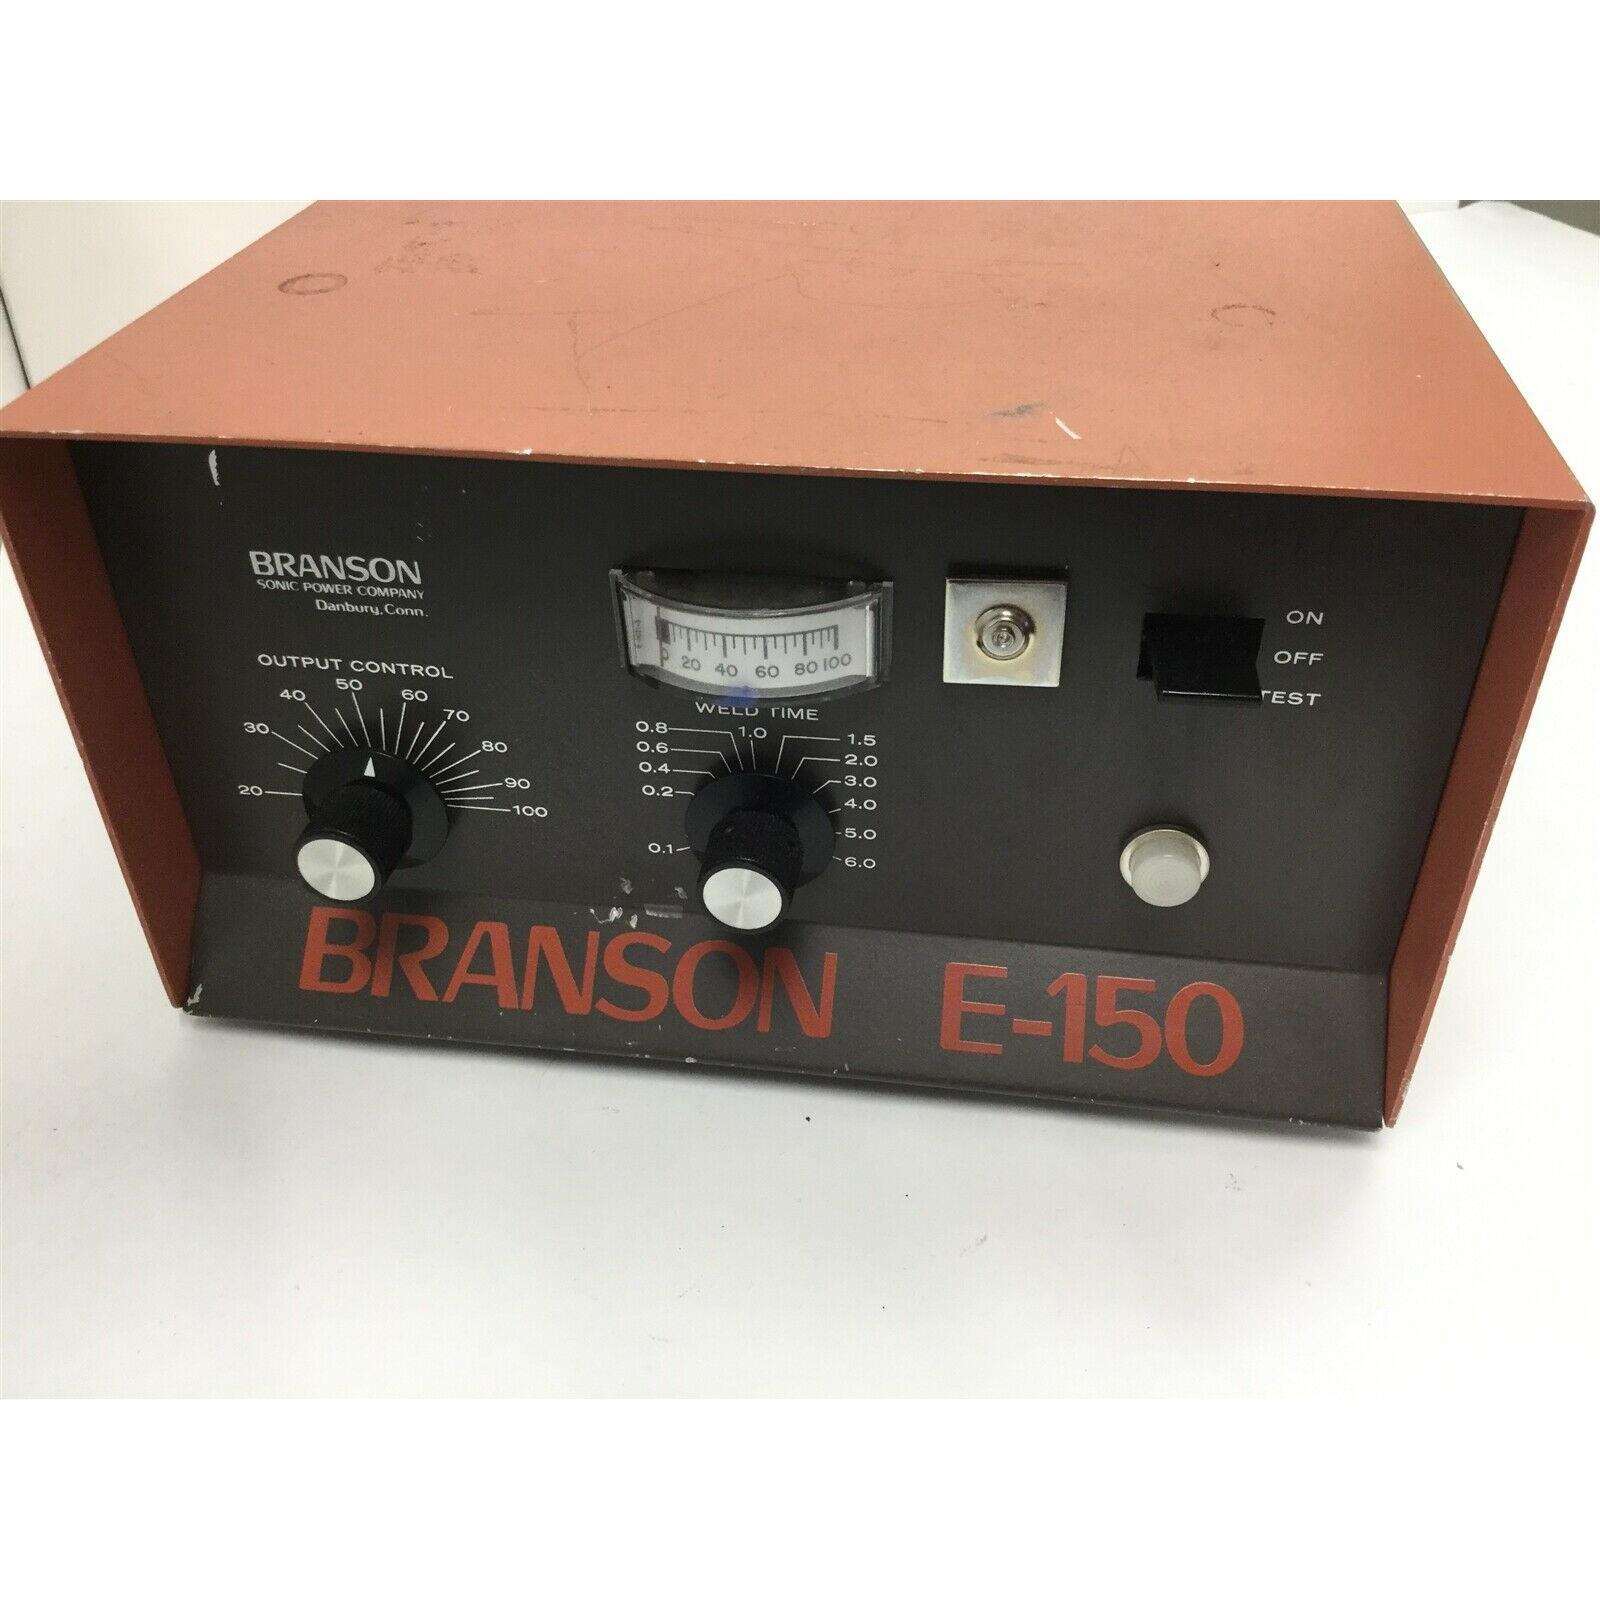 BRANSON
SONIC POWER COMPANY
Danbury, Conn.
OUTPUT CONTROL
20 30 40 50 60 70 80 90 100
0 20 40 60 80 100
WELD TIME
0.1 0.2 0.4 0.6 0.8 1.0 1.5 2.0 3.0 4.0 5.0 6.0
ON
OFF
TEST
BRANSON E-150